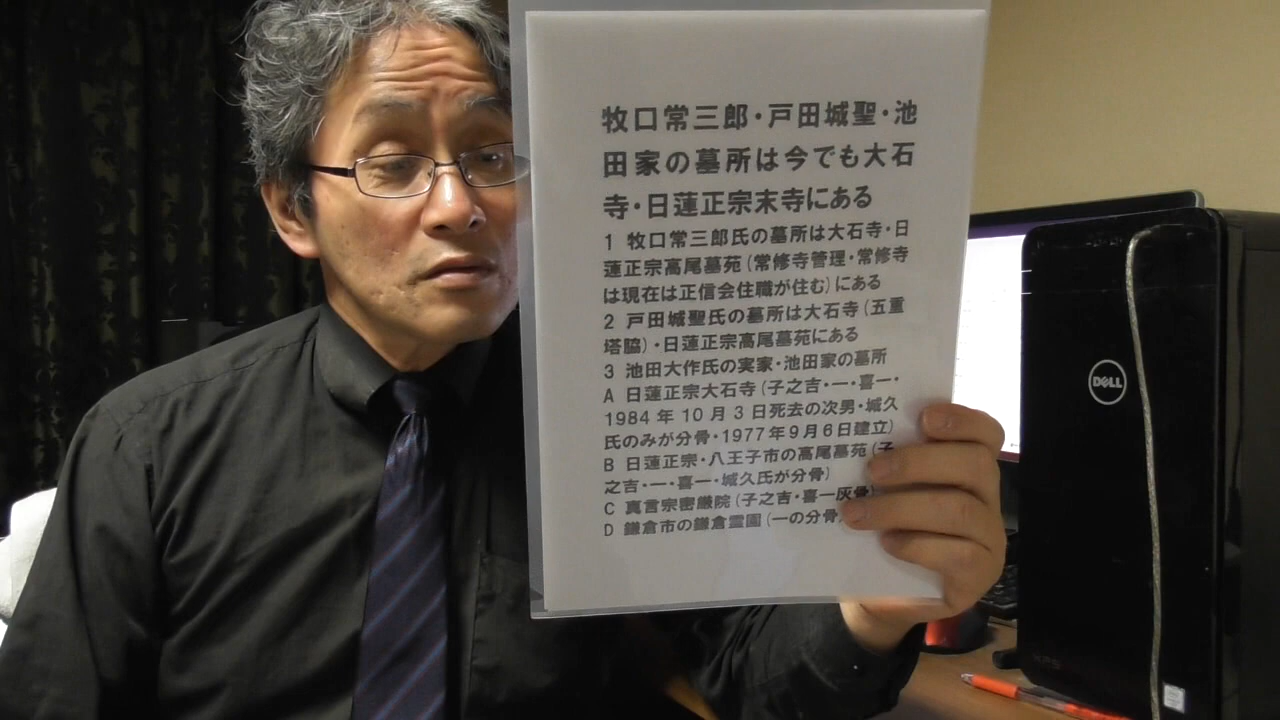 牧口常三郎・戸田城聖・池
田家の墓所は今でも大石
寺・日蓮正宗末寺にある
1 牧口常三郎氏の墓所は大石寺・日
蓮正宗高尾墓苑(常修寺管理・常修寺
は現在は正信会住職が住む)にある
2 戸田城聖氏の墓所は大石寺(五重
塔脇)・日蓮正宗高尾墓苑にある
3 池田大作氏の実家・池田家の墓所
A 日蓮正宗大石寺(子之吉・一・喜一・
1984年10月3日死去の次男・城久
氏のみが分骨・1977年9月6日建立)
B 日蓮正宗・八王子市の高尾墓苑(子
之吉・一・喜一・城久氏が分骨)
C 真言宗密厳院(子之吉・喜一灰骨
D 鎌倉市の鎌倉霊園(一の分骨
DELL